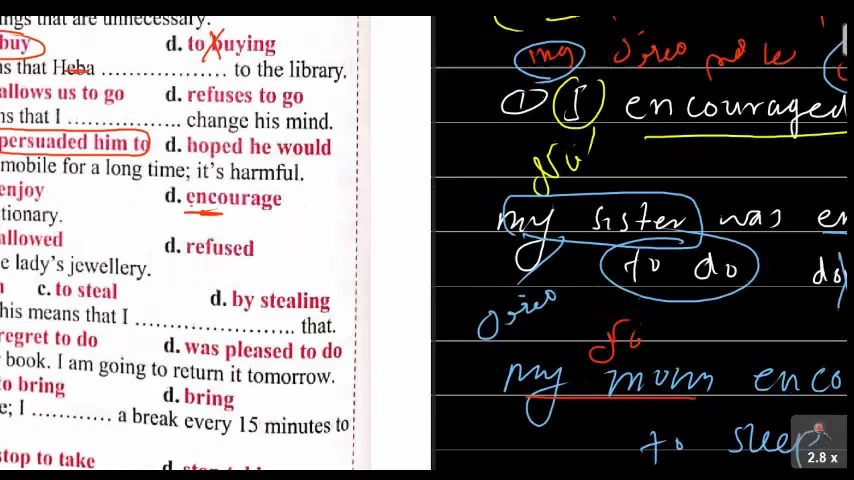 ngs that are unnecessary.
buy d. to buying
ns that Heba .................... to the library.
allows us to go d. refuses to go
ns that I .................... change his mind.
persuaded him to d. hoped he would
mobile for a long time; it's harmful.
enjoy d. encourage
tionary.
allowed d. refused
e lady's jewellery.
c. to steal d. by stealing
his means that I .................... that.
regret to do d. was pleased to do
book. I am going to return it tomorrow.
to bring d. bring
e; I ............ a break every 15 minutes to
stop to take d.
my
① I encouraged
my sister was en
to do do
my mom enco
to sleep
2.8 x